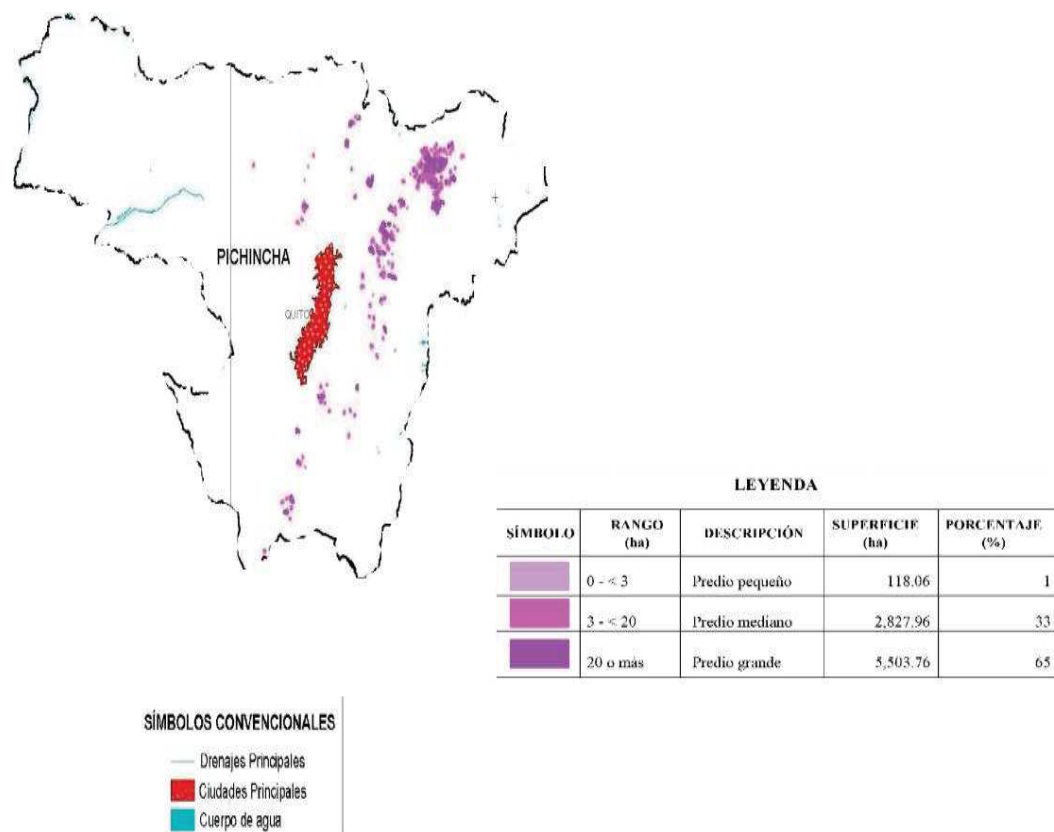 PICHINCHA
QUITO
LEYENDA
SÍMBOLO RANGO (ha) DESCRIPCIÓN SUPERFICIE (ha) PORCENTAJE (%)
0 - < 3 Predio pequeño 118.06 1
3 - < 20 Predio mediano 2,827.96 33
20 o más Predio grande 5,503.76 65
SÍMBOLOS CONVENCIONALES
Drenajes Principales
Ciudades Principales
Cuerpo de agua